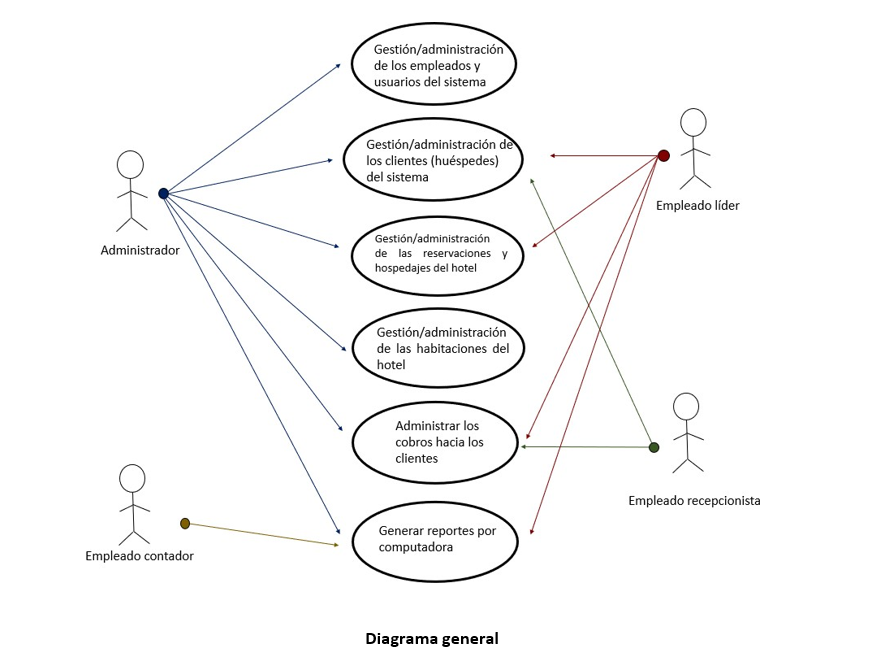 Gestión/administración
de los empleados y
usuarios del sistema
Gestión/administración de
los clientes (huéspedes)
del sistema
Empleado líder
Administrador
Gestión/administración
de las reservaciones y
hospedajes del hotel
Gestión/administración
de las habitaciones del
hotel
Administrar los
cobros hacia los
clientes
Empleado recepcionista
Generar reportes por
computadora
Empleado contador
Diagrama general